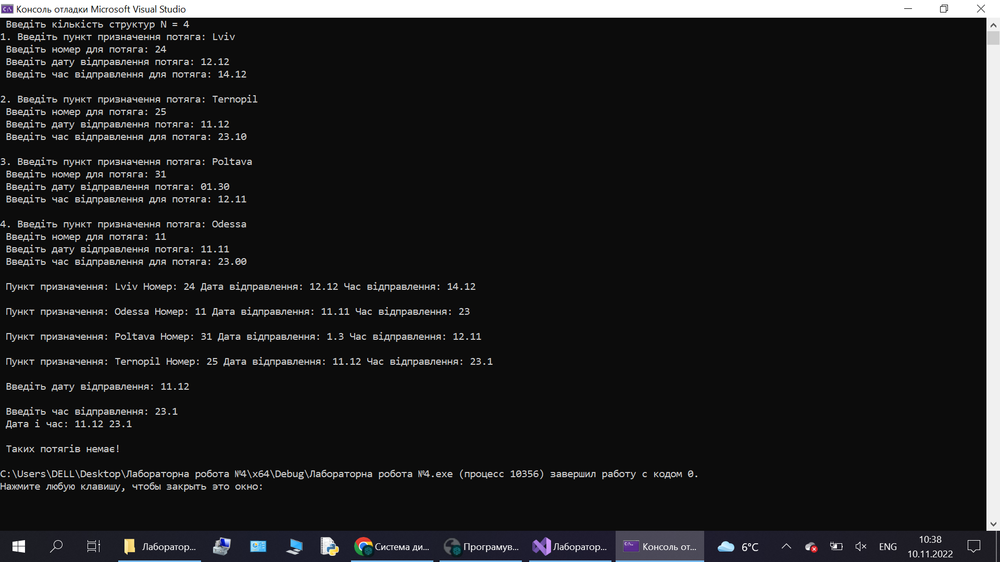 Консоль отладки Microsoft Visual Studio
Введіть кількість структур N = 4
1. Введіть пункт призначення потяга: Lviv
Введіть номер для потяга: 24
Введіть дату відправлення потяга: 12.12
Введіть час відправлення для потяга: 14.12
2. Введіть пункт призначення потяга: Ternopil
Введіть номер для потяга: 25
Введіть дату відправлення потяга: 11.12
Введіть час відправлення для потяга: 23.10
3. Введіть пункт призначення потяга: Poltava
Введіть номер для потяга: 31
Введіть дату відправлення потяга: 01.30
Введіть час відправлення для потяга: 12.11
4. Введіть пункт призначення потяга: Odessa
Введіть номер для потяга: 11
Введіть дату відправлення потяга: 11.11
Введіть час відправлення для потяга: 23.00
Пункт призначення: Lviv Номер: 24 Дата відправлення: 12.12 Час відправлення: 14.12
Пункт призначення: Odessa Номер: 11 Дата відправлення: 11.11 Час відправлення: 23
Пункт призначення: Poltava Номер: 31 Дата відправлення: 1.3 Час відправлення: 12.11
Пункт призначення: Ternopil Номер: 25 Дата відправлення: 11.12 Час відправлення: 23.1
Введіть дату відправлення: 11.12
Введіть час відправлення: 23.1
Дата і час: 11.12 23.1
Таких потягів немає!
C:\Users\DELL\Desktop\Лабораторна робота №4\x64\Debug\Лабораторна робота №4.exe (процесс 10356) завершил работу с кодом 0.
Нажмите любую клавишу, чтобы закрыть это окно:
Лаборатор... Система ди... Програмув... Лаборатор... Консоль от... 6°C ENG 10:38
10.11.2022